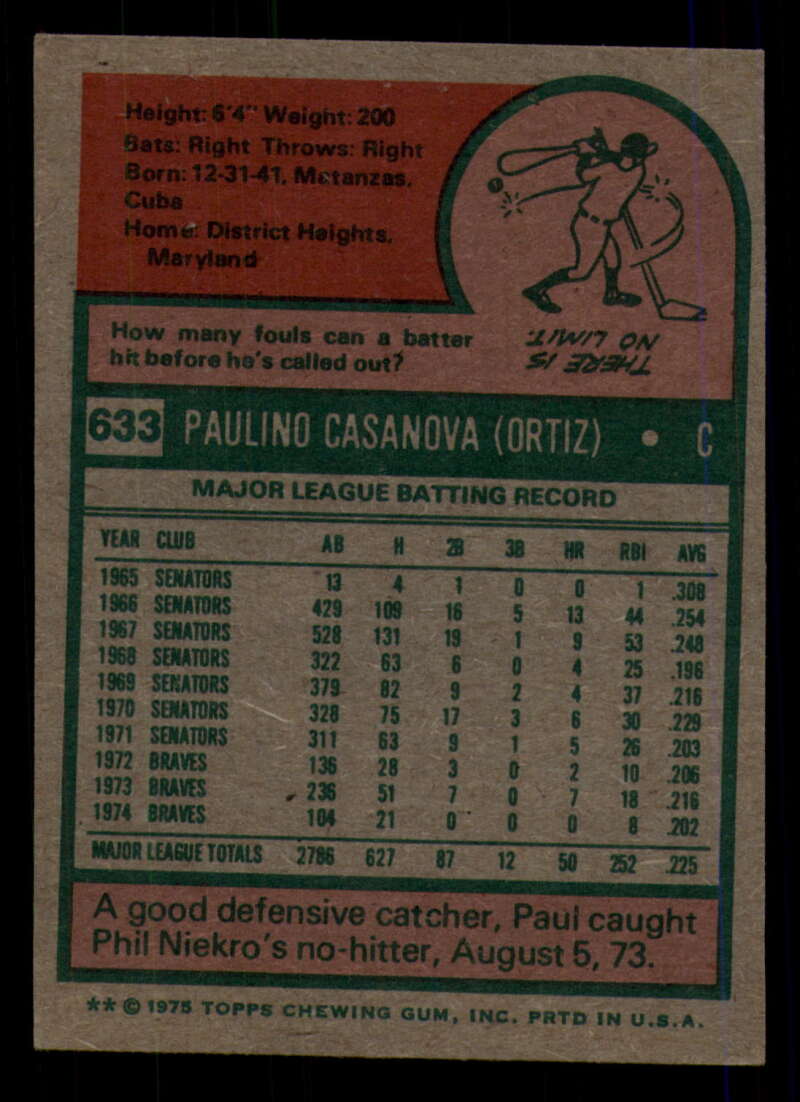 Height: 6'4" Weight: 200
Bats: Right Throws: Right
Born: 12-31-41, Matanzas,
Cuba
Home: District Heights,
Maryland
How many fouls can a batter
hit before he's called out?
THERE IS
NO LIMIT.
633 PAULINO CASANOVA (ORTIZ) • C
MAJOR LEAGUE BATTING RECORD
YEAR CLUB AB H 2B 3B HR RBI AVG
1965 SENATORS 13 4 1 0 0 1 .308
1966 SENATORS 429 109 16 5 13 44 .254
1967 SENATORS 528 131 19 1 9 53 .248
1968 SENATORS 322 63 6 0 4 25 .196
1969 SENATORS 379 82 9 2 4 37 .216
1970 SENATORS 328 75 17 3 6 30 .229
1971 SENATORS 311 63 9 1 5 26 .203
1972 BRAVES 136 28 3 0 2 10 .206
1973 BRAVES 236 51 7 0 7 18 .216
1974 BRAVES 104 21 0 0 0 8 .202
MAJOR LEAGUE TOTALS 2786 627 87 12 50 252 .225
A good defensive catcher, Paul caught
Phil Niekro's no-hitter, August 5, 73.
** © 1975 TOPPS CHEWING GUM, INC. PRTD IN U.S.A.